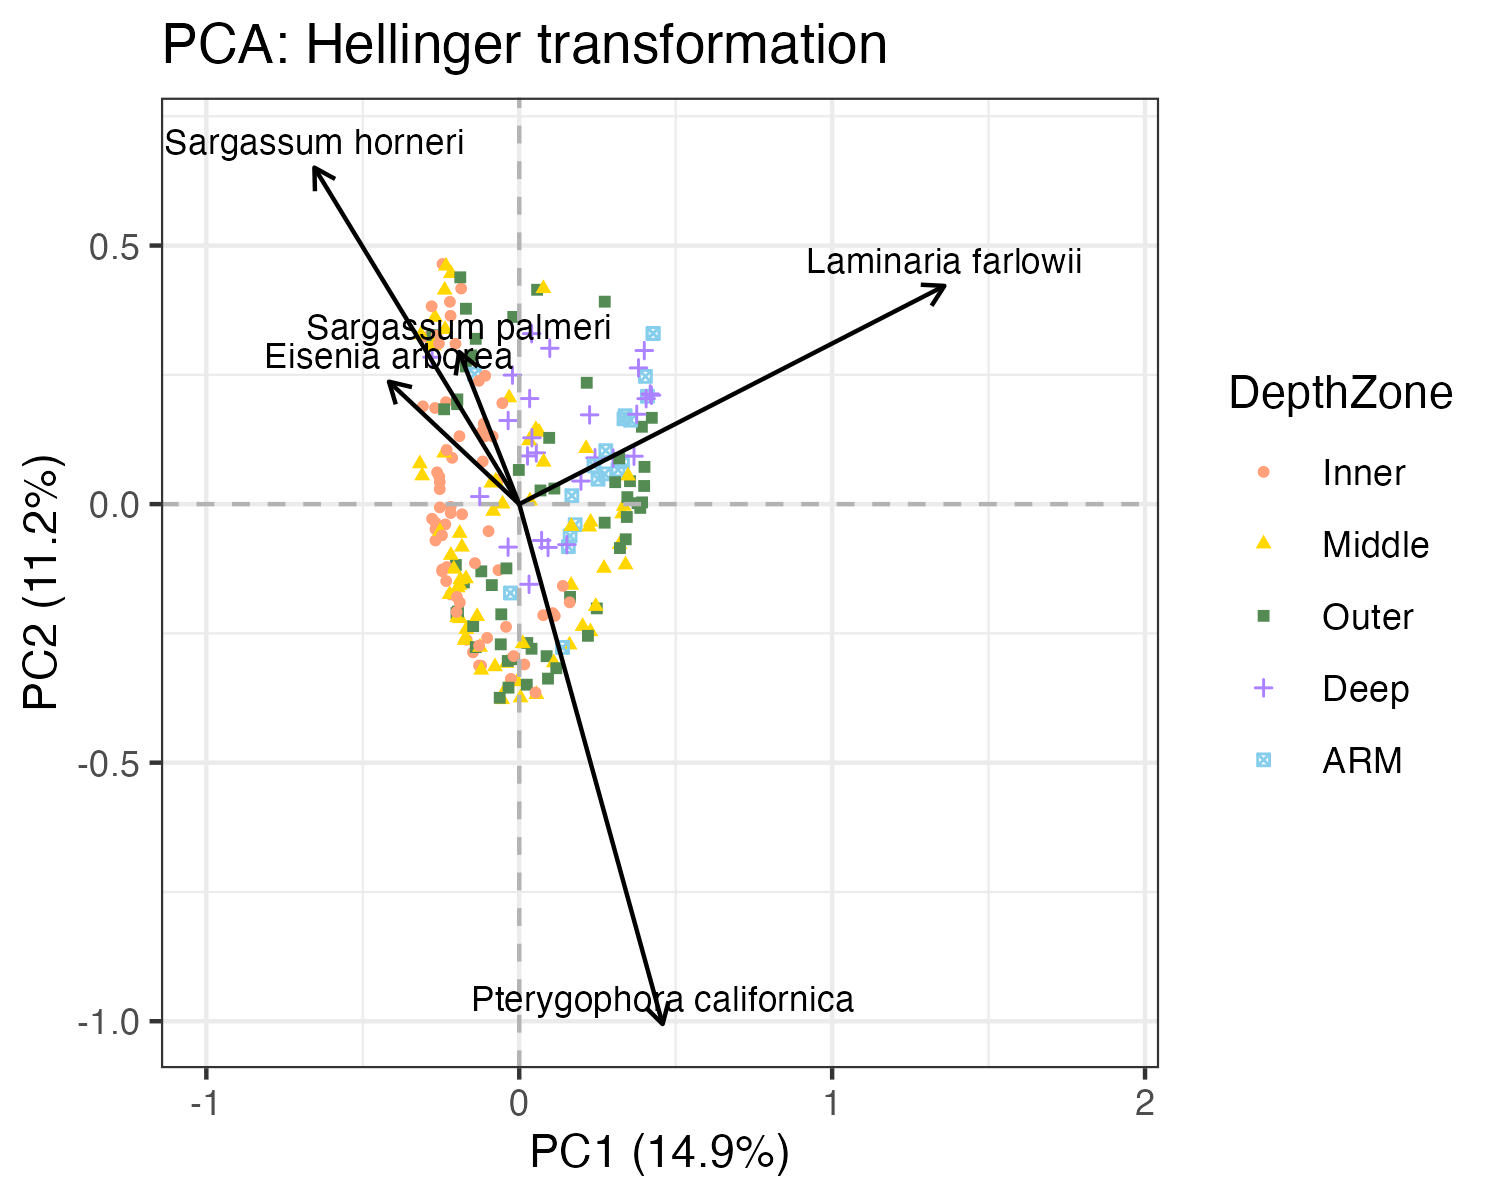 PCA: Hellinger transformation
Sargassum horneri
Laminaria farlowii
Sargassum palmeri
Eisenia arborea
Pterygophora californica
0.5
0.0
-0.5
-1.0
PC2 (11.2%)
-1 0 1 2
PC1 (14.9%)
DepthZone
Inner
Middle
Outer
Deep
ARM